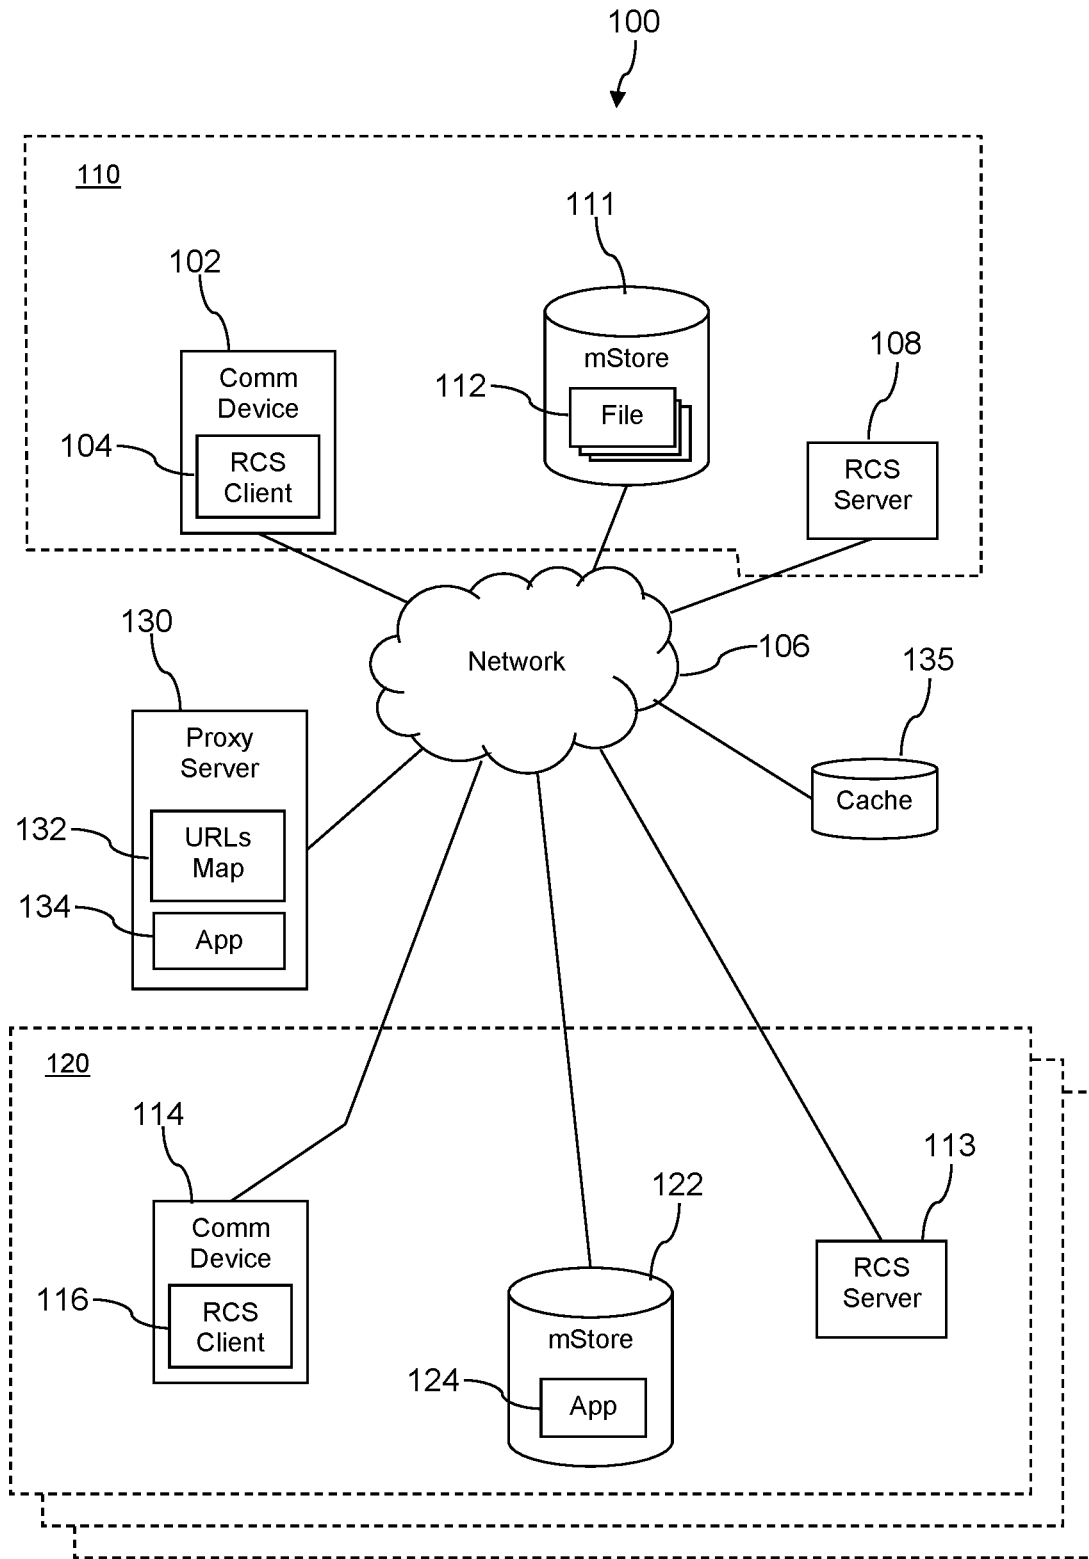 100
110
111
102
mStore
108
Comm
Device
112
File
104
RCS
Client
RCS
Server
130
Network
106
135
Proxy
Server
Cache
132
URLs
Map
134
App
120
114
113
122
Comm
Device
RCS
Server
116
RCS
Client
mStore
124
App